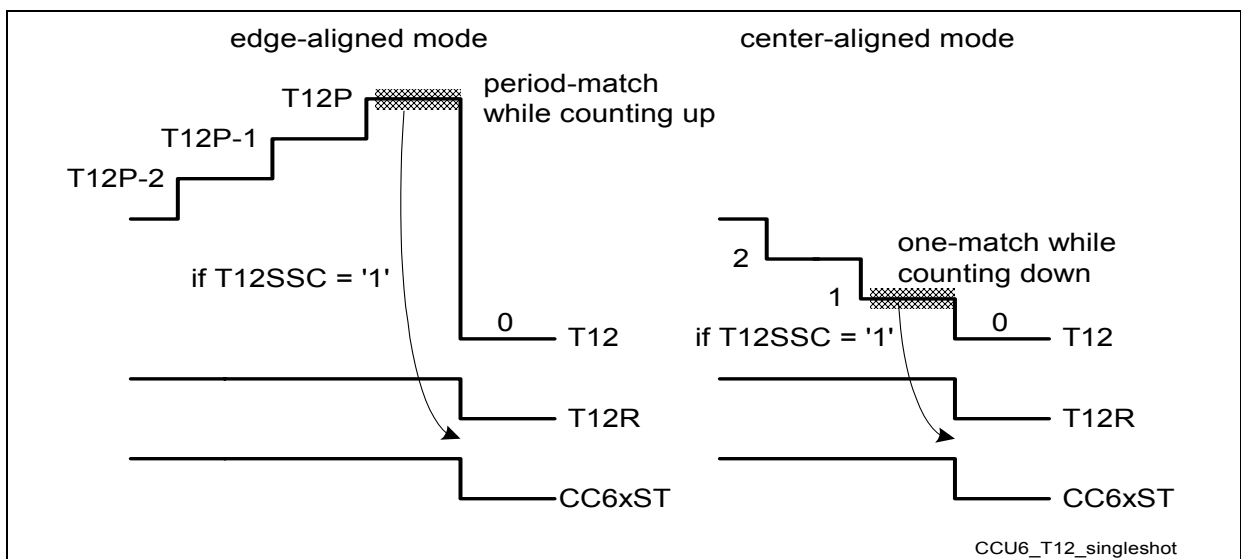 edge-aligned mode
center-aligned mode
T12P
period-match
while counting up
T12P-1
T12P-2
if T12SSC = '1'
0
T12
T12R
CC6xST
2
one-match while
counting down
1
0
if T12SSC = '1'
T12
T12R
CC6xST
CCU6_T12_singleshot